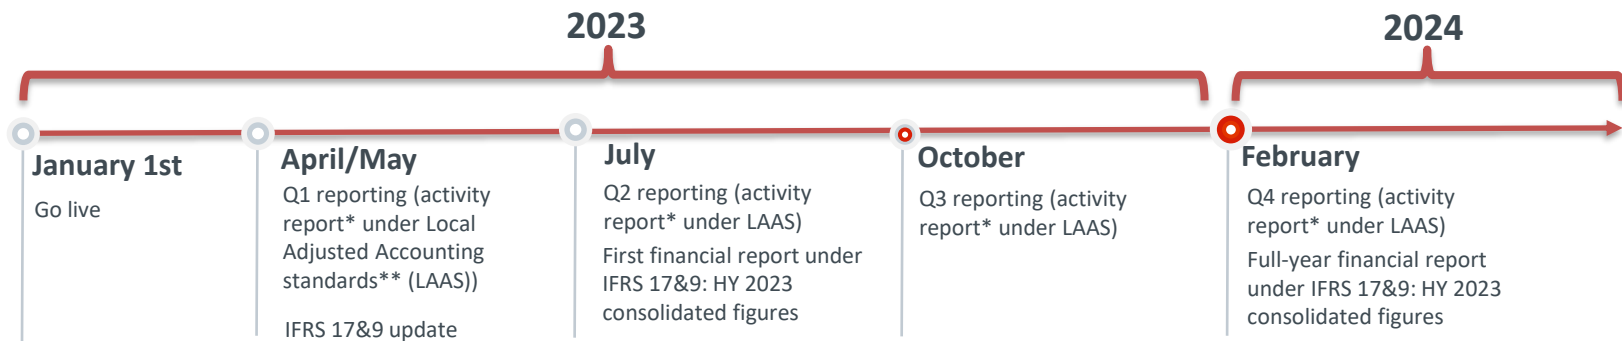 2023
2024
January 1st
Go live
April/May
Q1 reporting (activity
report* under Local
Adjusted Accounting
standards** (LAAS))
IFRS 17&9 update
July
Q2 reporting (activity
report* under LAAS)
First financial report under
IFRS 17&9: HY 2023
consolidated figures
October
Q3 reporting (activity
report* under LAAS)
February
Q4 reporting (activity
report* under LAAS)
Full-year financial report
under IFRS 17&9: HY 2023
consolidated figures